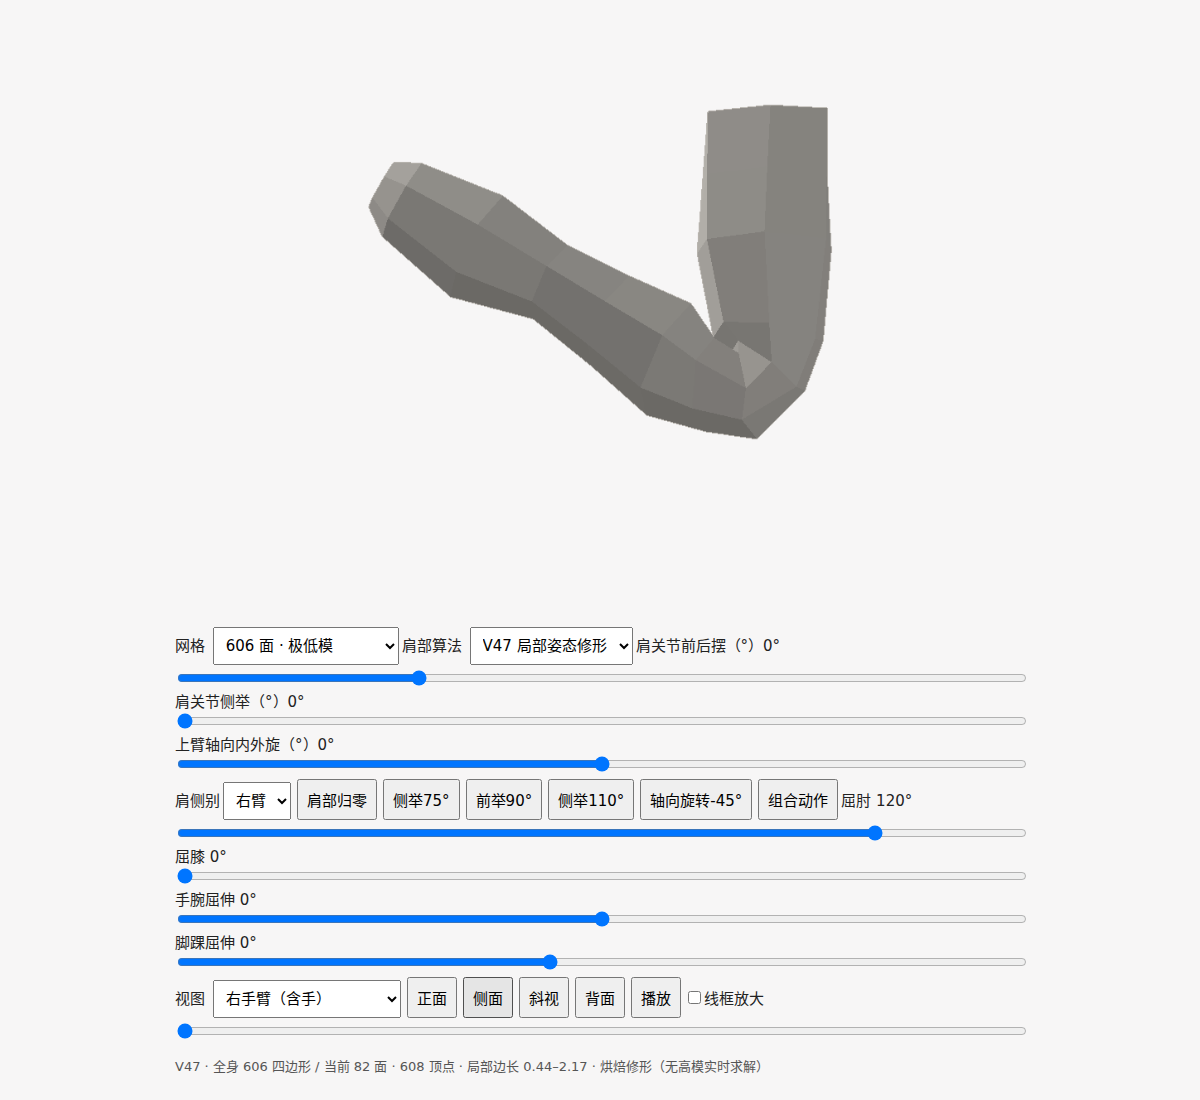 网格 606 面 · 极低模 肩部算法 V47 局部姿态修形 肩关节前后摆（°）0°
肩关节侧举（°）0°
上臂轴向内外旋（°）0°
肩侧别 右臂 肩部归零 侧举75° 前举90° 侧举110° 轴向旋转-45° 组合动作 屈肘 120°
屈膝 0°
手腕屈伸 0°
脚踝屈伸 0°
视图 右手臂（含手） 正面 侧面 斜视 背面 播放 线框放大
V47 · 全身 606 四边形 / 当前 82 面 · 608 顶点 · 局部边长 0.44–2.17 · 烘焙修形（无高模实时求解）